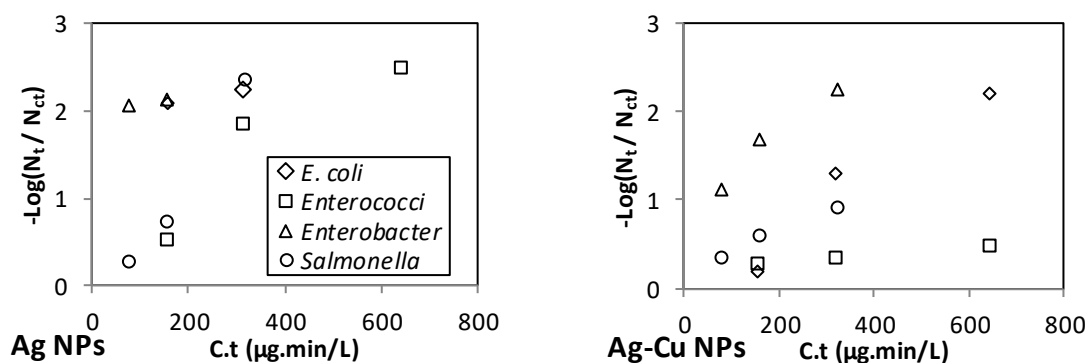 3
2
1
0
-Log(Nt / Nct)
0 200 400 600 800
C.t (µg.min/L)
Ag NPs
E. coli
Enterococci
Enterobacter
Salmonella
3
2
1
0
-Log(Nt / Nct)
0 200 400 600 800
C.t (µg.min/L)
Ag-Cu NPs